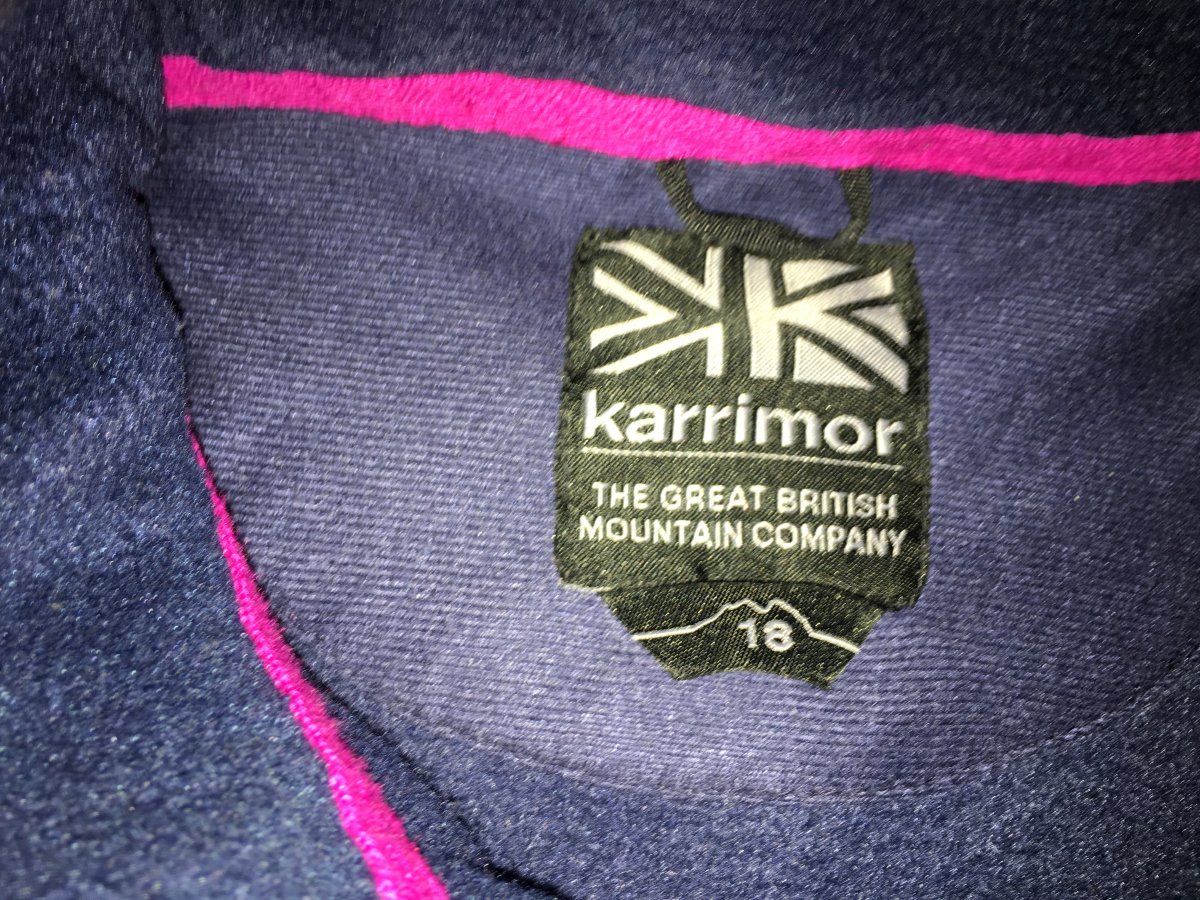 karrimor
THE GREAT BRITISH
MOUNTAIN COMPANY
18